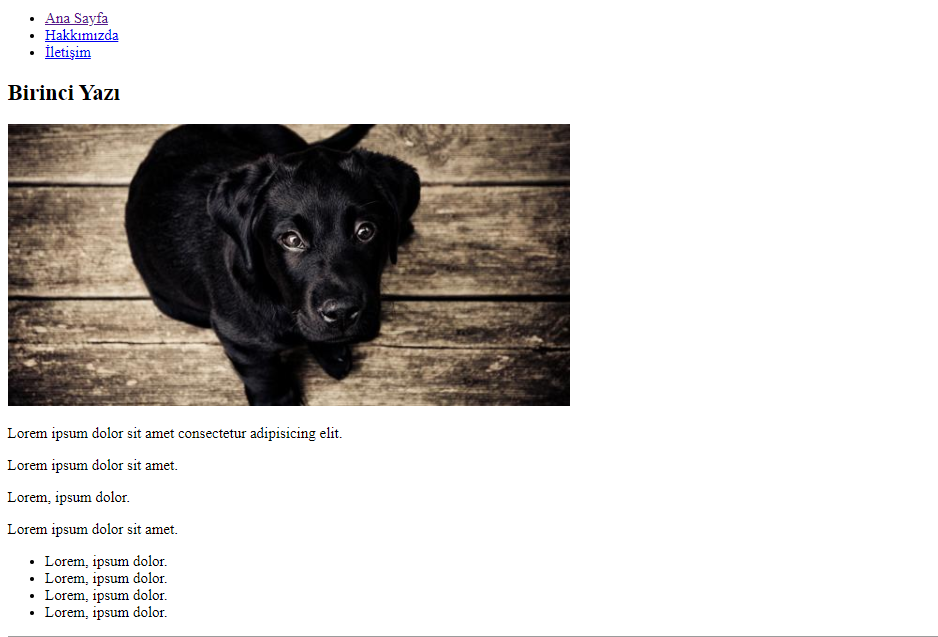 Ana Sayfa
Hakkımızda
İletişim
Birinci Yazı
Lorem ipsum dolor sit amet consectetur adipisicing elit.
Lorem ipsum dolor sit amet.
Lorem, ipsum dolor.
Lorem ipsum dolor sit amet.
Lorem, ipsum dolor.
Lorem, ipsum dolor.
Lorem, ipsum dolor.
Lorem, ipsum dolor.